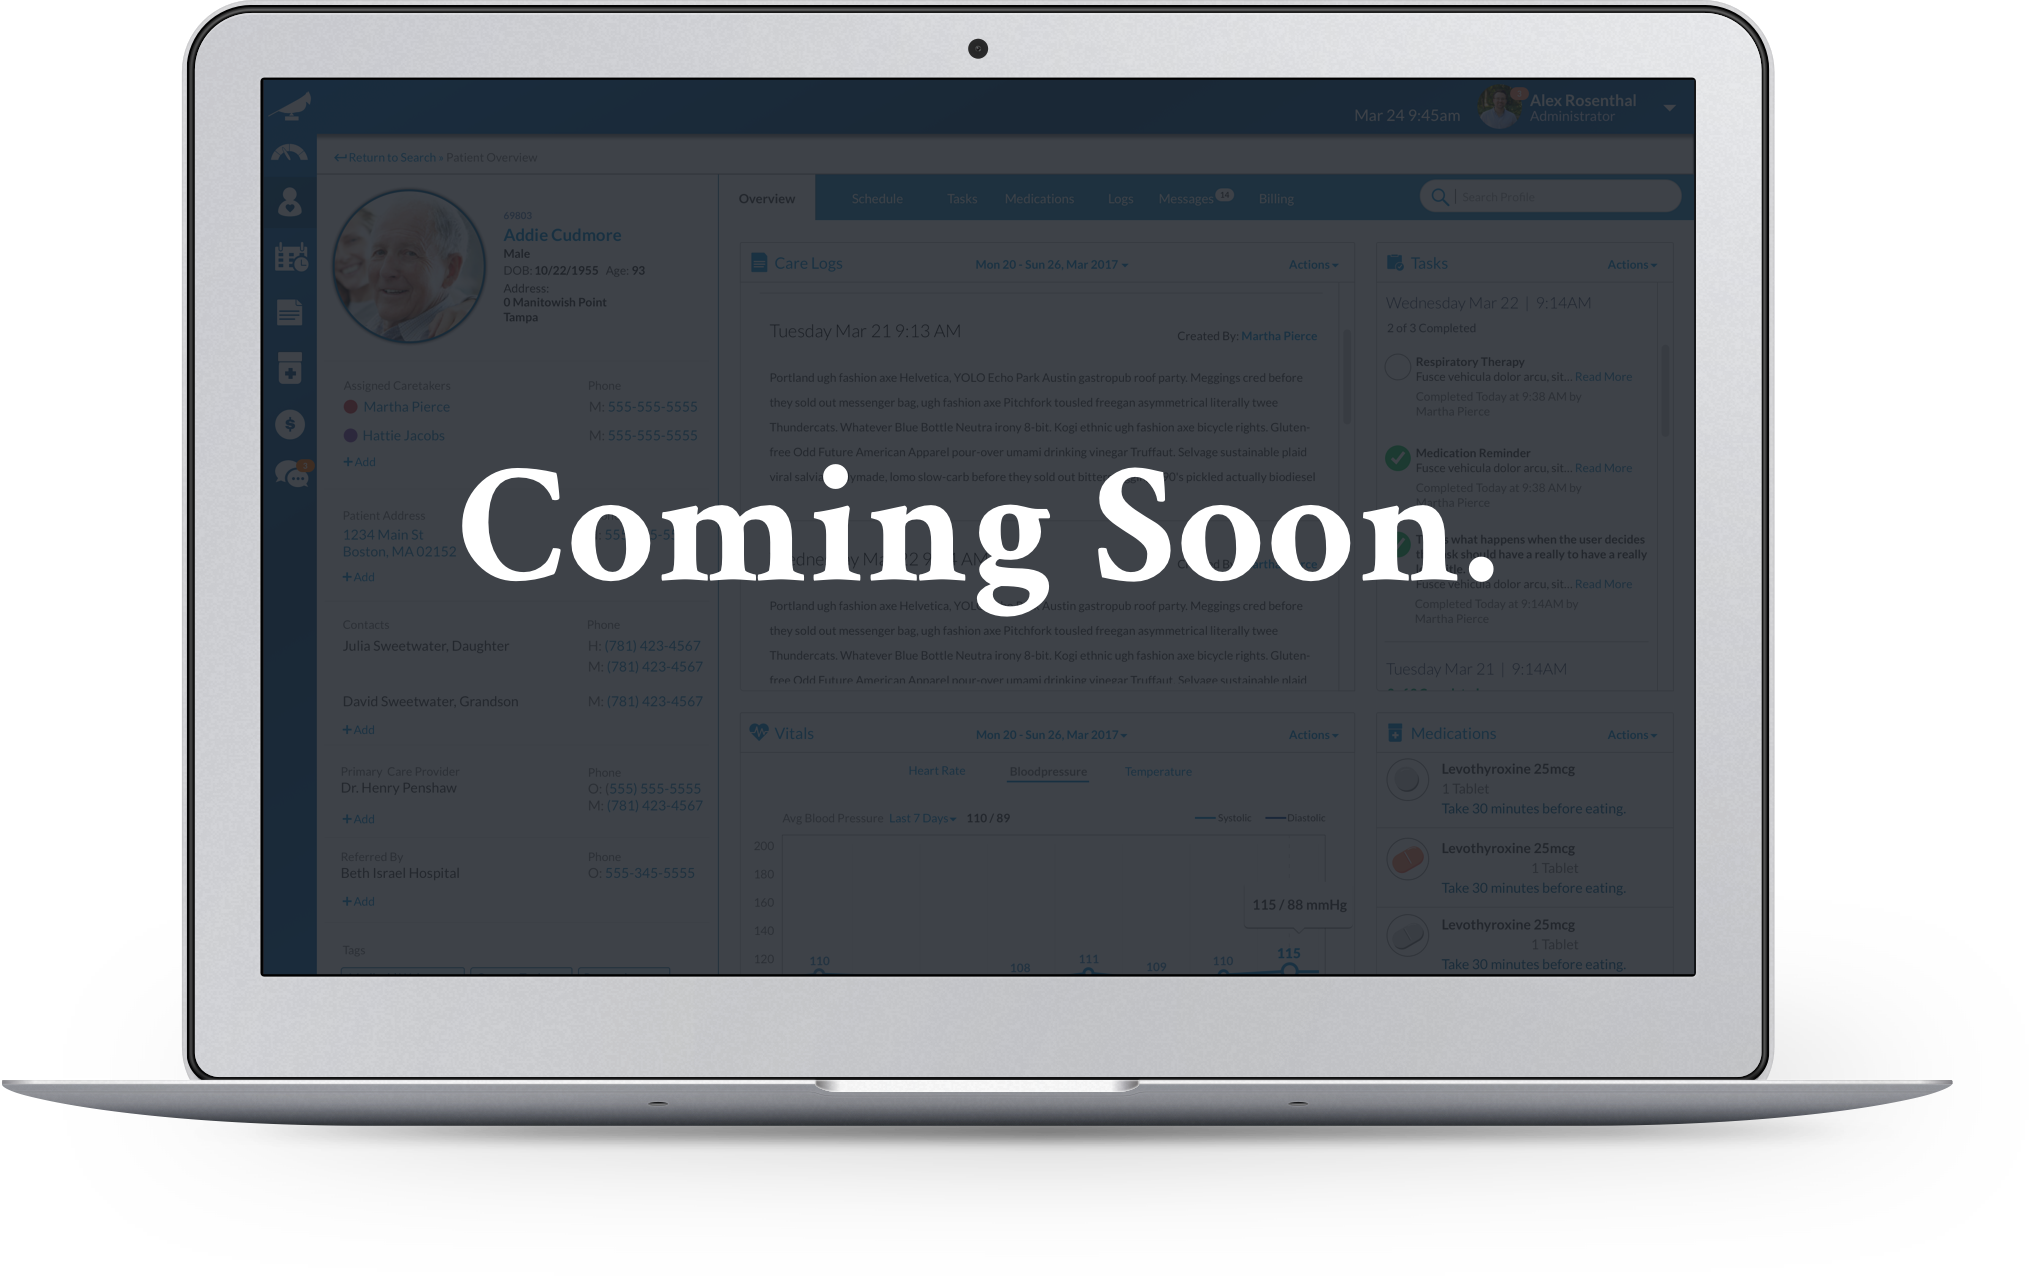 Mar 24 9:45am
3
Alex Rosenthal
Administrator
Return to Search » Patient Overview
69803
Addie Cudmore
Male
DOB: 10/22/1955 Age: 93
Address:
0 Manitowish Point
Tampa
Assigned Caretakers Phone
Martha Pierce M: 555-555-5555
Hattie Jacobs M: 555-555-5555
+ Add
3
Patient Address
1234 Main St
Boston, MA 02152
+ Add
Contacts Phone
Julia Sweetwater, Daughter H: (781) 423-4567
M: (781) 423-4567
David Sweetwater, Grandson M: (781) 423-4567
+ Add
Primary Care Provider Phone
Dr. Henry Penshaw O: (555) 555-5555
M: (781) 423-4567
+ Add
Referred By Phone
Beth Israel Hospital O: 555-345-5555
+ Add
Tags
Overview Schedule Tasks Medications Logs Messages 14 Billing Search Profile
Care Logs Mon 20 - Sun 26, Mar 2017 Actions
Tuesday Mar 21 9:13 AM Created By: Martha Pierce
Portland ugh fashion axe Helvetica, YOLO Echo Park Austin gastropub roof party. Meggings cred before
they sold out messenger bag, ugh fashion axe Pitchfork tousled freegan asymmetrical literally twee
Thundercats. Whatever Blue Bottle Neutra irony 8-bit. Kogi ethnic ugh fashion axe bicycle rights. Gluten-
free Odd Future American Apparel pour-over umami drinking vinegar Truffaut. Selvage sustainable plaid
viral salvia lomo slow-carb before they sold out 90's pickled actually biodiesel
Coming Soon.
Portland ugh fashion axe Helvetica, Austin gastropub roof party. Meggings cred before
they sold out messenger bag, ugh fashion axe Pitchfork tousled freegan asymmetrical literally twee
Thundercats. Whatever Blue Bottle Neutra irony 8-bit. Kogi ethnic ugh fashion axe bicycle rights. Gluten-
free Odd Future American Apparel pour-over umami drinking vinegar Truffaut. Selvage sustainable plaid
Tasks Actions
Wednesday Mar 22 | 9:14AM
2 of 3 Completed
Respiratory Therapy
Fusce vehicula dolor arcu, sit... Read More
Completed Today at 9:38 AM by
Martha Pierce
Medication Reminder
Fusce vehicula dolor arcu, sit... Read More
Completed Today at 9:38 AM by
Martha Pierce
what happens when the user decides
should have a really to have a really
Fusce vehicula dolor arcu, sit... Read More
Completed Today at 9:14AM by
Martha Pierce
Tuesday Mar 21 | 9:14AM
Vitals Mon 20 - Sun 26, Mar 2017 Actions
Heart Rate Bloodpressure Temperature
Avg Blood Pressure Last 7 Days 110 / 89 Systolic Diastolic
200
180
160
140
120
115 / 88 mmHg
110 108 111 109 110 115
Medications Actions
Levothyroxine 25mcg
1 Tablet
Take 30 minutes before eating.
Levothyroxine 25mcg
1 Tablet
Take 30 minutes before eating.
Levothyroxine 25mcg
1 Tablet
Take 30 minutes before eating.